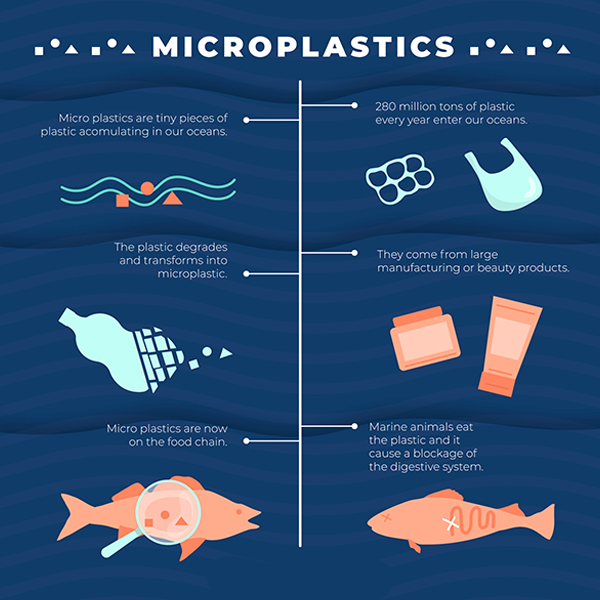 MICROPLASTICS
Micro plastics are tiny pieces of
plastic acomulating in our oceans.
280 million tons of plastic
every year enter our oceans.
The plastic degrades
and transforms into
microplastic.
They come from large
manufacturing or beauty products.
Micro plastics are now
on the food chain.
Marine animals eat
the plastic and it
cause a blockage of
the digestive system.